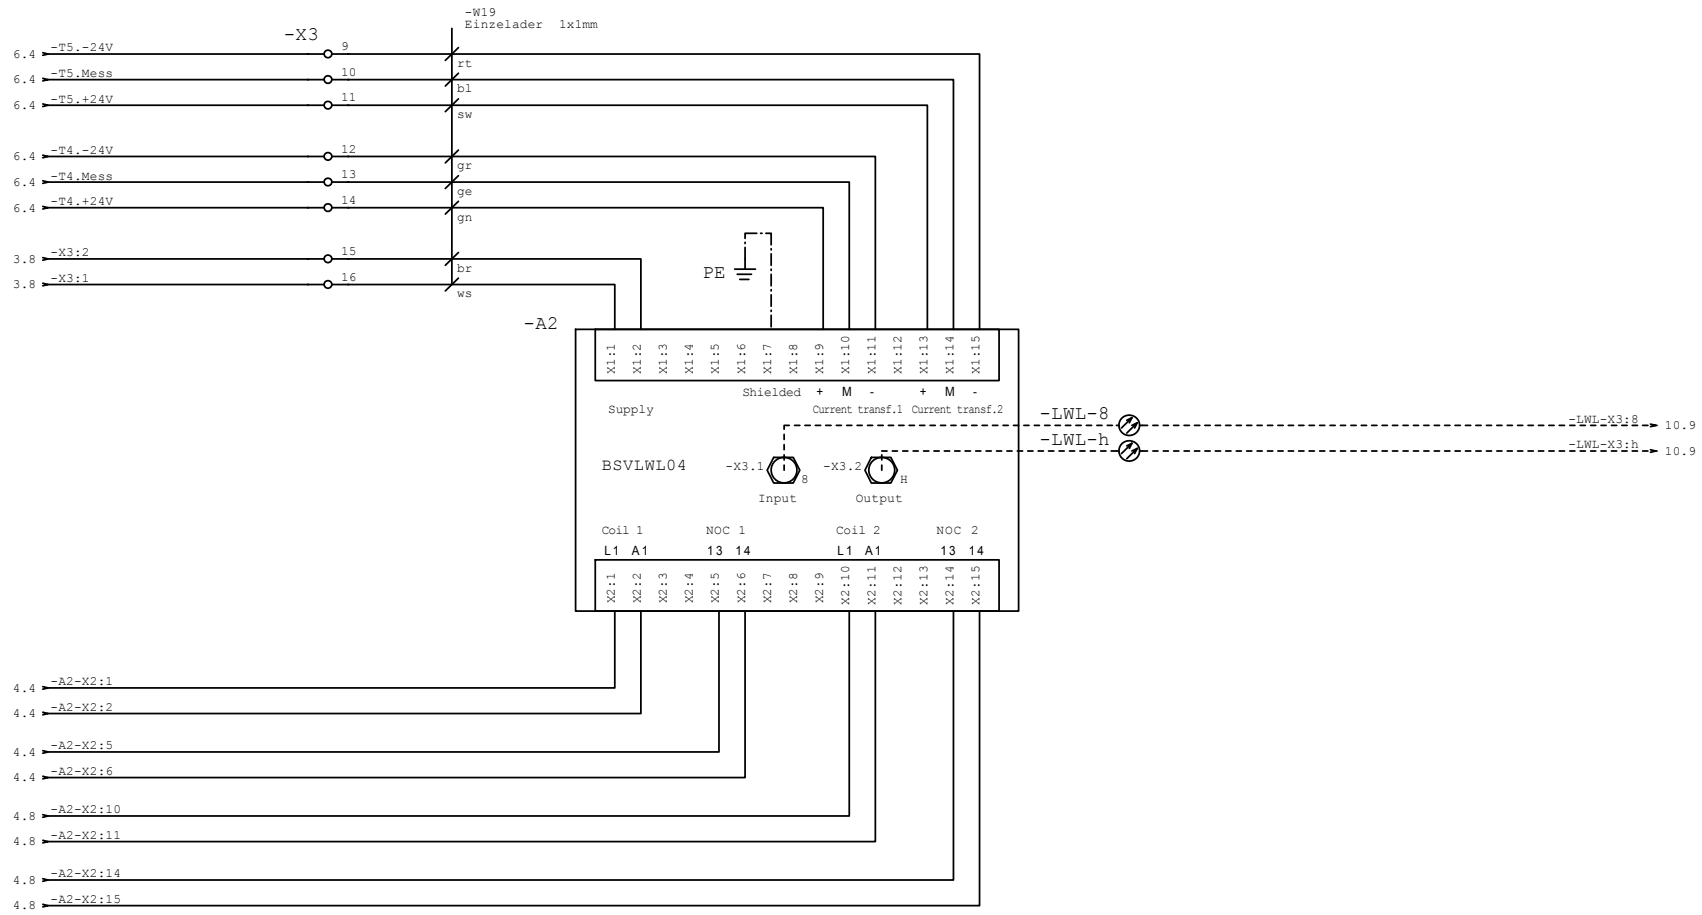 -W19
Einzelader 1x1mm
-X3
6.4 -T5.-24V 9 rt
6.4 -T5.Mess 10 bl
6.4 -T5.+24V 11 sw
6.4 -T4.-24V 12 gr
6.4 -T4.Mess 13 ge
6.4 -T4.+24V 14 gn
3.8 -X3:2 15 br
3.8 -X3:1 16 ws
PE
-A2
X1:1 X1:2 X1:3 X1:4 X1:5 X1:6 X1:7 X1:8 X1:9 X1:10 X1:11 X1:12 X1:13 X1:14 X1:15
Shielded + M - + M -
Supply Current transf.1 Current transf.2
-LWL-8 -LWL-X3:8 10.9
-LWL-h -LWL-X3:h 10.9
BSVLWL04 -X3.1 8 -X3.2 H
Input Output
Coil 1 NOC 1 Coil 2 NOC 2
L1 A1 13 14 L1 A1 13 14
X2:1 X2:2 X2:3 X2:4 X2:5 X2:6 X2:7 X2:8 X2:9 X2:10 X2:11 X2:12 X2:13 X2:14 X2:15
4.4 -A2-X2:1
4.4 -A2-X2:2
4.4 -A2-X2:5
4.4 -A2-X2:6
4.8 -A2-X2:10
4.8 -A2-X2:11
4.8 -A2-X2:14
4.8 -A2-X2:15